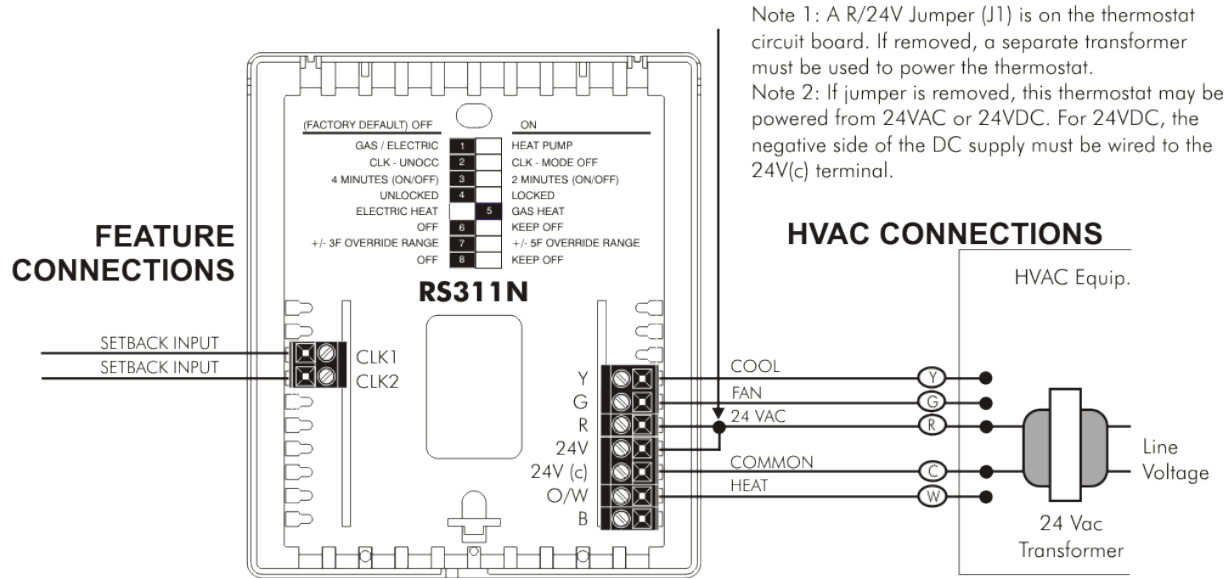 Note 1: A R/24V Jumper (J1) is on the thermostat
circuit board. If removed, a separate transformer
must be used to power the thermostat.
Note 2: If jumper is removed, this thermostat may be
powered from 24VAC or 24VDC. For 24VDC, the
negative side of the DC supply must be wired to the
24V(c) terminal.
(FACTORY DEFAULT) OFF ON
GAS / ELECTRIC 1 HEAT PUMP
CLK - UNOCC 2 CLK - MODE OFF
4 MINUTES (ON/OFF) 3 2 MINUTES (ON/OFF)
UNLOCKED 4 LOCKED
ELECTRIC HEAT 5 GAS HEAT
OFF 6 KEEP OFF
+/- 3F OVERRIDE RANGE 7 +/- 5F OVERRIDE RANGE
OFF 8 KEEP OFF
RS311N
FEATURE
CONNECTIONS
SETBACK INPUT
SETBACK INPUT
CLK1
CLK2
Y
G
R
24V
24V (c)
O/W
B
HVAC CONNECTIONS
HVAC Equip.
COOL Y
FAN G
24 VAC R
COMMON C
HEAT W
Line
Voltage
24 Vac
Transformer